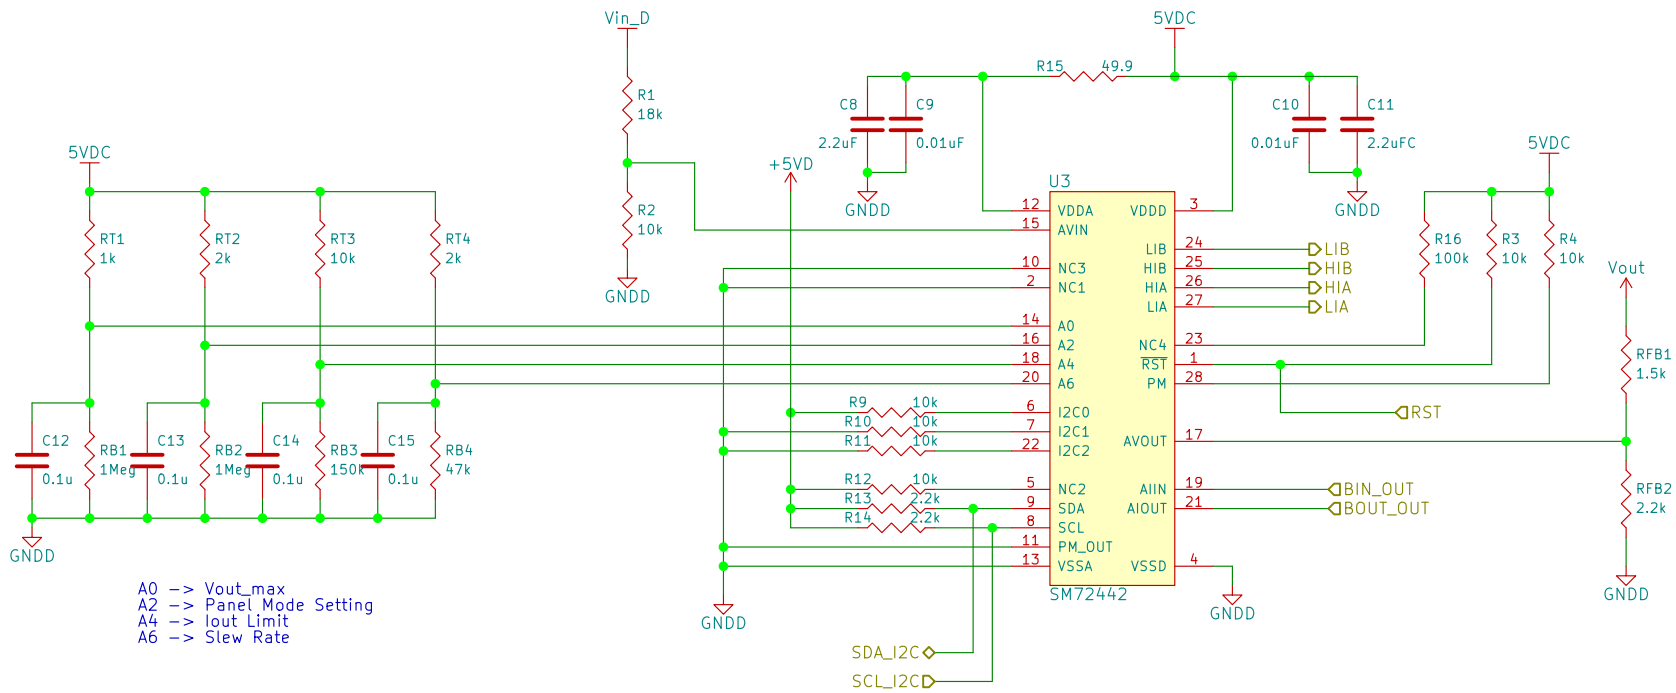 Vin_D
5VDC
R15 49.9
R1
18k
C8
2.2uF
C9
0.01uF
C10
0.01uF
C11
2.2uFC
5VDC
+5VD
5VDC
GNDD
GNDD
U3
R2
10k
GNDD
RT1
1k
RT2
2k
RT3
10k
RT4
2k
12 VDDA VDDD 3
15 AVIN
LIB 24 LIB
10 NC3 HIB 25 HIB
2 NC1 HIA 26 HIA
LIA 27 LIA
14 A0
16 A2 NC4 23
18 A4 RST 1
20 A6 PM 28
R16
100k
R3
10k
R4
10k
Vout
RFB1
1.5k
R9 10k 6 I2C0
RST
R10 10k 7 I2C1
AVOUT 17
R11 10k 22 I2C2
C12
0.1u
RB1
1Meg
C13
0.1u
RB2
1Meg
C14
0.1u
RB3
150k
C15
0.1u
RB4
47k
R12 10k 5 NC2 AIIN 19 BIN_OUT
R13 2.2k 9 SDA AIOUT 21 BOUT_OUT
R14 2.2k 8 SCL
11 PM_OUT
13 VSSA VSSD 4
RFB2
2.2k
GNDD
SM72442
GNDD
GNDD
GNDD
A0 -> Vout_max
A2 -> Panel Mode Setting
A4 -> Iout Limit
A6 -> Slew Rate
SDA_I2C
SCL_I2C